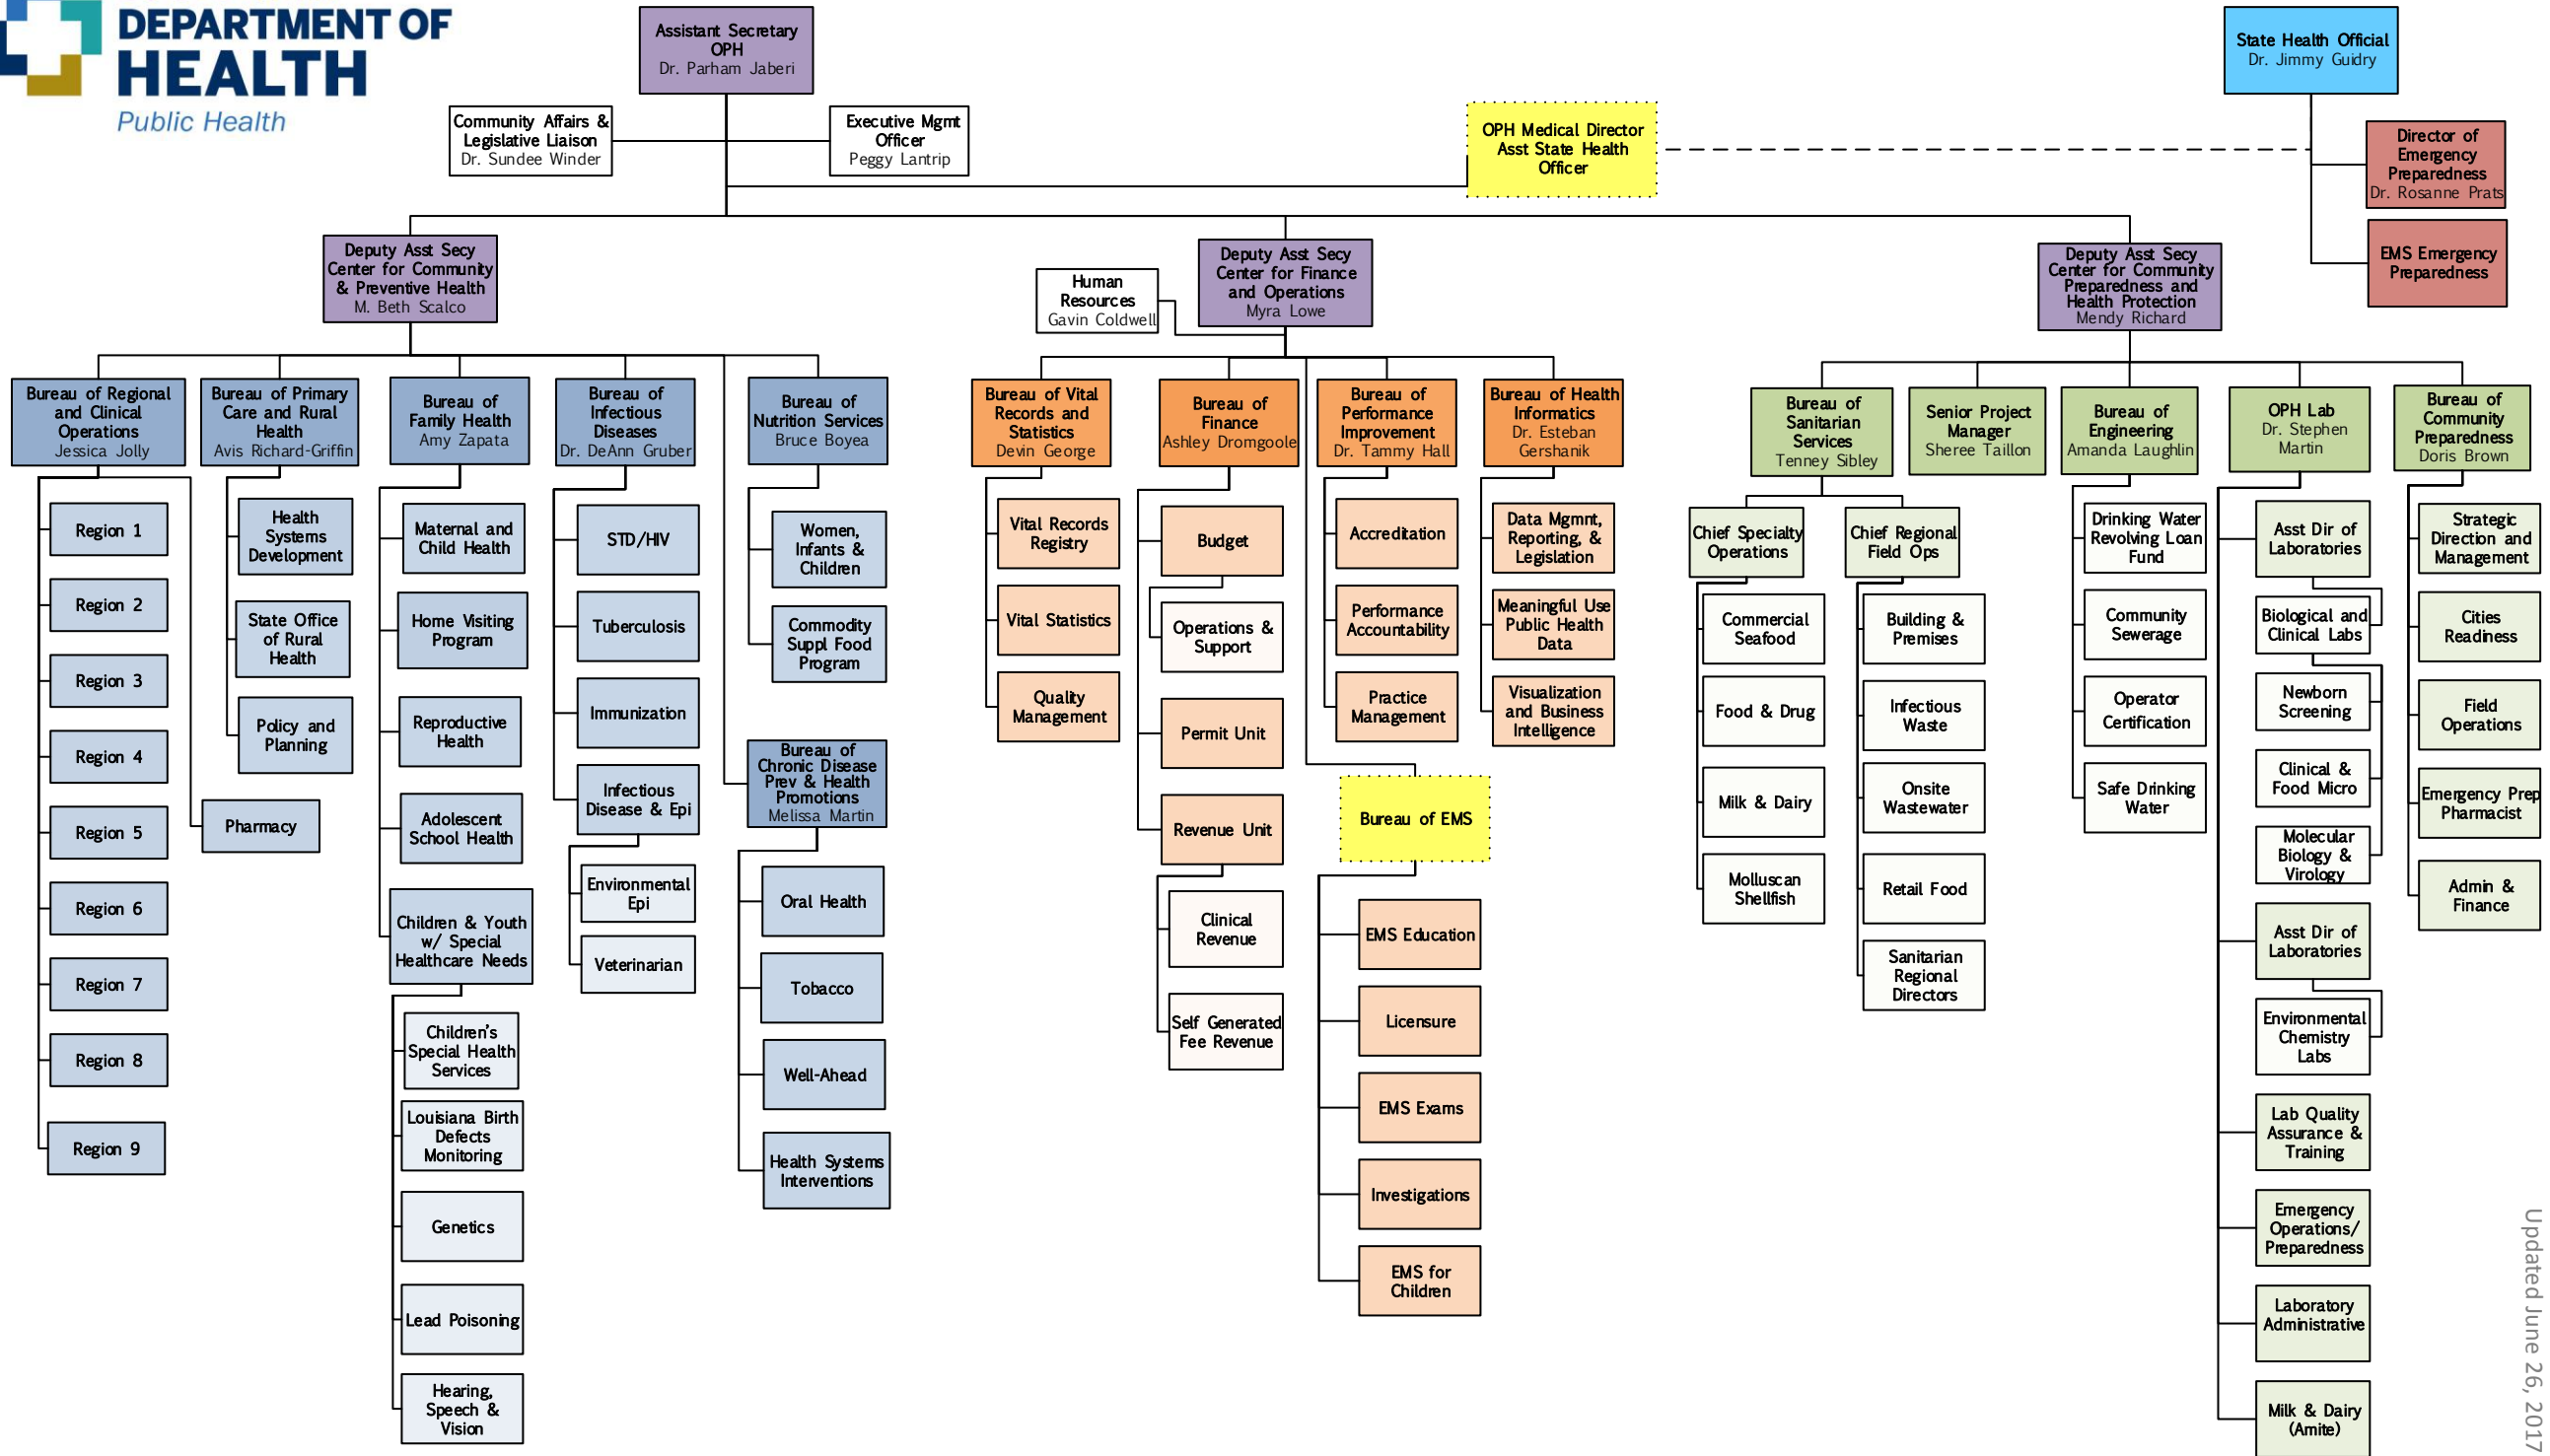 DEPARTMENT OF
HEALTH
Public Health
Assistant Secretary
OPH
Dr. Parham Jaberi
State Health Official
Dr. Jimmy Guidry
Community Affairs &
Legislative Liaison
Dr. Sundee Winder
Executive Mgmt
Officer
Peggy Lantrip
OPH Medical Director
Asst State Health
Officer
Director of
Emergency
Preparedness
Dr. Rosanne Prats
EMS Emergency
Preparedness
Deputy Asst Secy
Center for Community
& Preventive Health
M. Beth Scalco
Human
Resources
Gavin Coldwell
Deputy Asst Secy
Center for Finance
and Operations
Myra Lowe
Deputy Asst Secy
Center for Community
Preparedness and
Health Protection
Mendy Richard
Bureau of Regional
and Clinical
Operations
Jessica Jolly
Region 1
Region 2
Region 3
Region 4
Region 5
Region 6
Region 7
Region 8
Region 9
Pharmacy
Bureau of Primary
Care and Rural
Health
Avis Richard-Griffin
Health
Systems
Development
State Office
of Rural
Health
Policy and
Planning
Bureau of
Family Health
Amy Zapata
Maternal and
Child Health
Home Visiting
Program
Reproductive
Health
Adolescent
School Health
Children & Youth
w/ Special
Healthcare Needs
Children's
Special Health
Services
Louisiana Birth
Defects
Monitoring
Genetics
Lead Poisoning
Hearing,
Speech &
Vision
Bureau of
Infectious
Diseases
Dr. DeAnn Gruber
STD/HIV
Tuberculosis
Immunization
Infectious
Disease & Epi
Environmental
Epi
Veterinarian
Bureau of
Nutrition Services
Bruce Boyea
Women,
Infants &
Children
Commodity
Suppl Food
Program
Bureau of
Chronic Disease
Prev & Health
Promotions
Melissa Martin
Oral Health
Tobacco
Well-Ahead
Health Systems
Interventions
Bureau of Vital
Records and
Statistics
Devin George
Vital Records
Registry
Vital Statistics
Quality
Management
Bureau of
Finance
Ashley Dromgoole
Budget
Operations &
Support
Permit Unit
Revenue Unit
Clinical
Revenue
Self Generated
Fee Revenue
Bureau of
Performance
Improvement
Dr. Tammy Hall
Accreditation
Performance
Accountability
Practice
Management
Bureau of Health
Informatics
Dr. Esteban
Gershanik
Data Mgmnt,
Reporting, &
Legislation
Meaningful Use
Public Health
Data
Visualization
and Business
Intelligence
Bureau of EMS
EMS Education
Licensure
EMS Exams
Investigations
EMS for
Children
Bureau of
Sanitarian
Services
Tenney Sibley
Chief Specialty
Operations
Commercial
Seafood
Food & Drug
Milk & Dairy
Molluscan
Shellfish
Chief Regional
Field Ops
Building &
Premises
Infectious
Waste
Onsite
Wastewater
Retail Food
Sanitarian
Regional
Directors
Senior Project
Manager
Sheree Taillon
Bureau of
Engineering
Amanda Laughlin
Drinking Water
Revolving Loan
Fund
Community
Sewerage
Operator
Certification
Safe Drinking
Water
OPH Lab
Dr. Stephen
Martin
Asst Dir of
Laboratories
Biological and
Clinical Labs
Newborn
Screening
Clinical &
Food Micro
Molecular
Biology &
Virology
Asst Dir of
Laboratories
Environmental
Chemistry
Labs
Lab Quality
Assurance &
Training
Emergency
Operations/
Preparedness
Laboratory
Administrative
Milk & Dairy
(Amite)
Bureau of
Community
Preparedness
Doris Brown
Strategic
Direction and
Management
Cities
Readiness
Field
Operations
Emergency Prep
Pharmacist
Admin &
Finance
Updated June 26, 2017